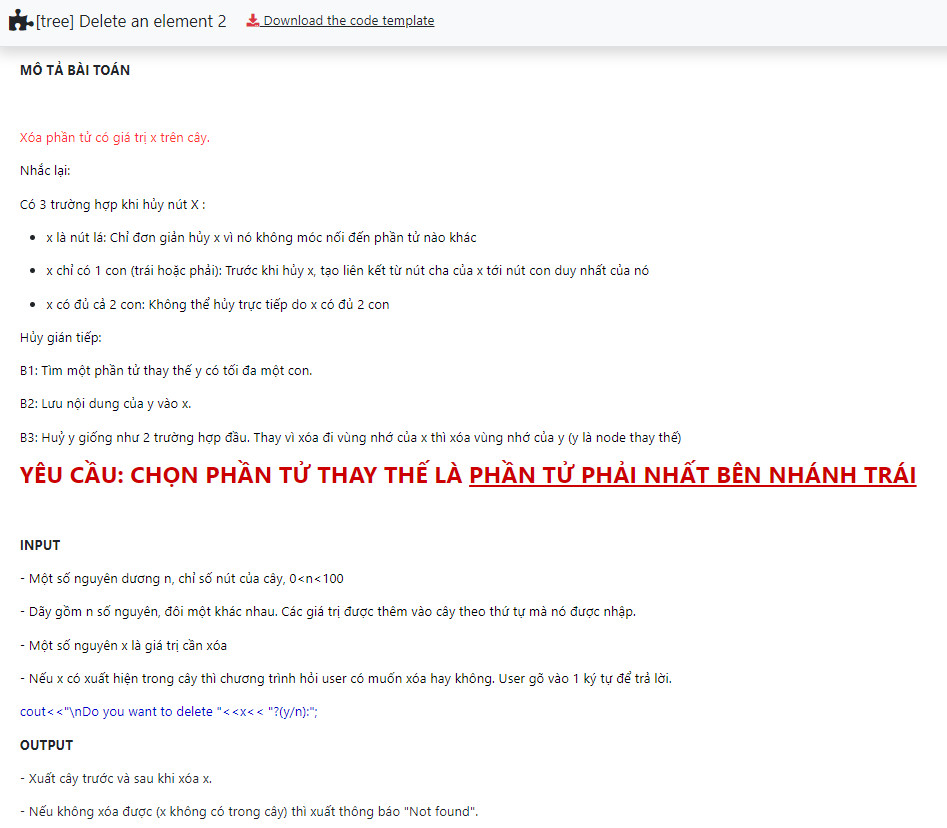 [tree] Delete an element 2 Download the code template
MÔ TẢ BÀI TOÁN
Xóa phần tử có giá trị x trên cây.
Nhắc lại:
Có 3 trường hợp khi hủy nút X :
• x là nút lá: Chỉ đơn giản hủy x vì nó không móc nối đến phần tử nào khác
• x chỉ có 1 con (trái hoặc phải): Trước khi hủy x, tạo liên kết từ nút cha của x tới nút con duy nhất của nó
• x có đủ cả 2 con: Không thể hủy trực tiếp do x có đủ 2 con
Hủy gián tiếp:
B1: Tìm một phần tử thay thế y có tối đa một con.
B2: Lưu nội dung của y vào x.
B3: Huỷ y giống như 2 trường hợp đầu. Thay vì xóa đi vùng nhớ của x thì xóa vùng nhớ của y (y là node thay thế)
YÊU CẦU: CHỌN PHẦN TỬ THAY THẾ LÀ PHẦN TỬ PHẢI NHẤT BÊN NHÁNH TRÁI
INPUT
- Một số nguyên dương n, chỉ số nút của cây, 0<n<100
- Dãy gồm n số nguyên, đôi một khác nhau. Các giá trị được thêm vào cây theo thứ tự mà nó được nhập.
- Một số nguyên x là giá trị cần xóa
- Nếu x có xuất hiện trong cây thì chương trình hỏi user có muốn xóa hay không. User gõ vào 1 ký tự để trả lời.
cout<<"\nDo you want to delete "<<x<< "?(y/n):";
OUTPUT
- Xuất cây trước và sau khi xóa x.
- Nếu không xóa được (x không có trong cây) thì xuất thông báo "Not found".